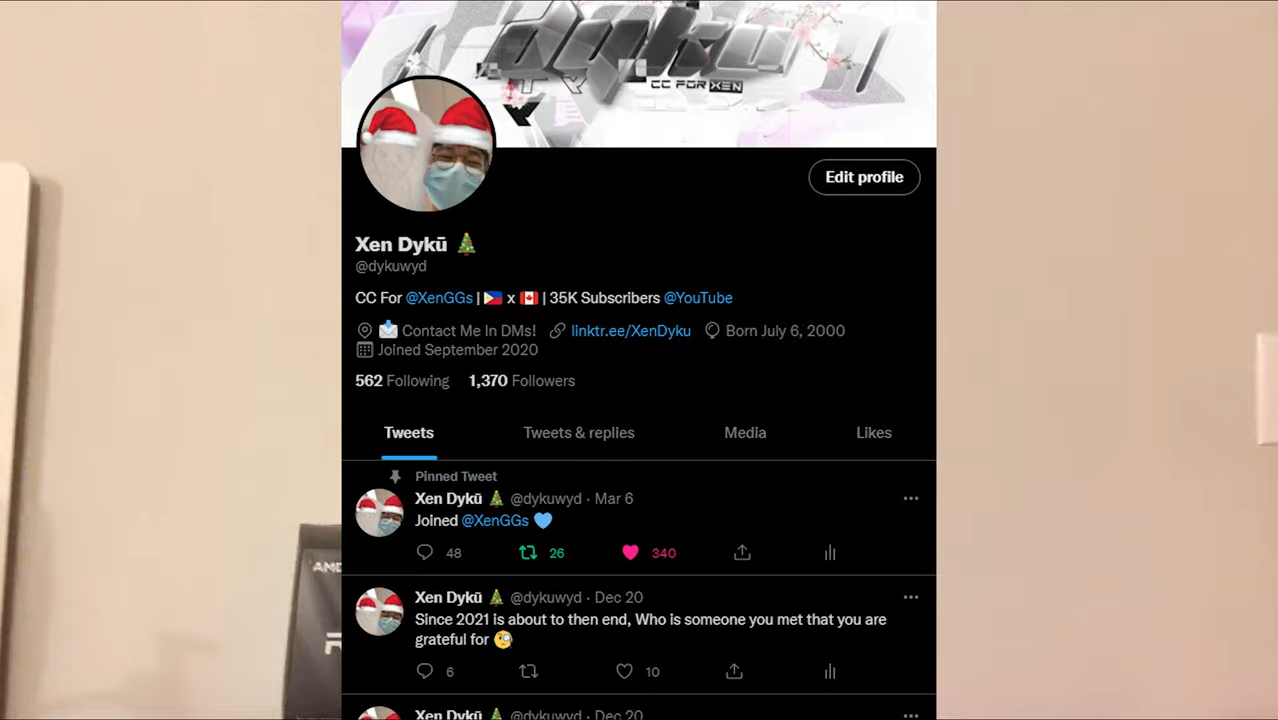 dyku
CC FOR XEN
Edit profile
Xen Dykū 🎄
@dykuwyd
CC For @XenGGs | 🇵🇭 x 🇨🇦 | 35K Subscribers @YouTube
📩 Contact Me In DMs! linktr.ee/XenDyku Born July 6, 2000
Joined September 2020
562 Following 1,370 Followers
Tweets Tweets & replies Media Likes
Pinned Tweet
Xen Dykū 🎄 @dykuwyd · Mar 6
Joined @XenGGs 💙
48 26 340
Xen Dykū 🎄 @dykuwyd · Dec 20
Since 2021 is about to then end, Who is someone you met that you are
grateful for 🧐
6 10
Xen Dykū 🎄 @dykuwyd · Dec 20
AMD